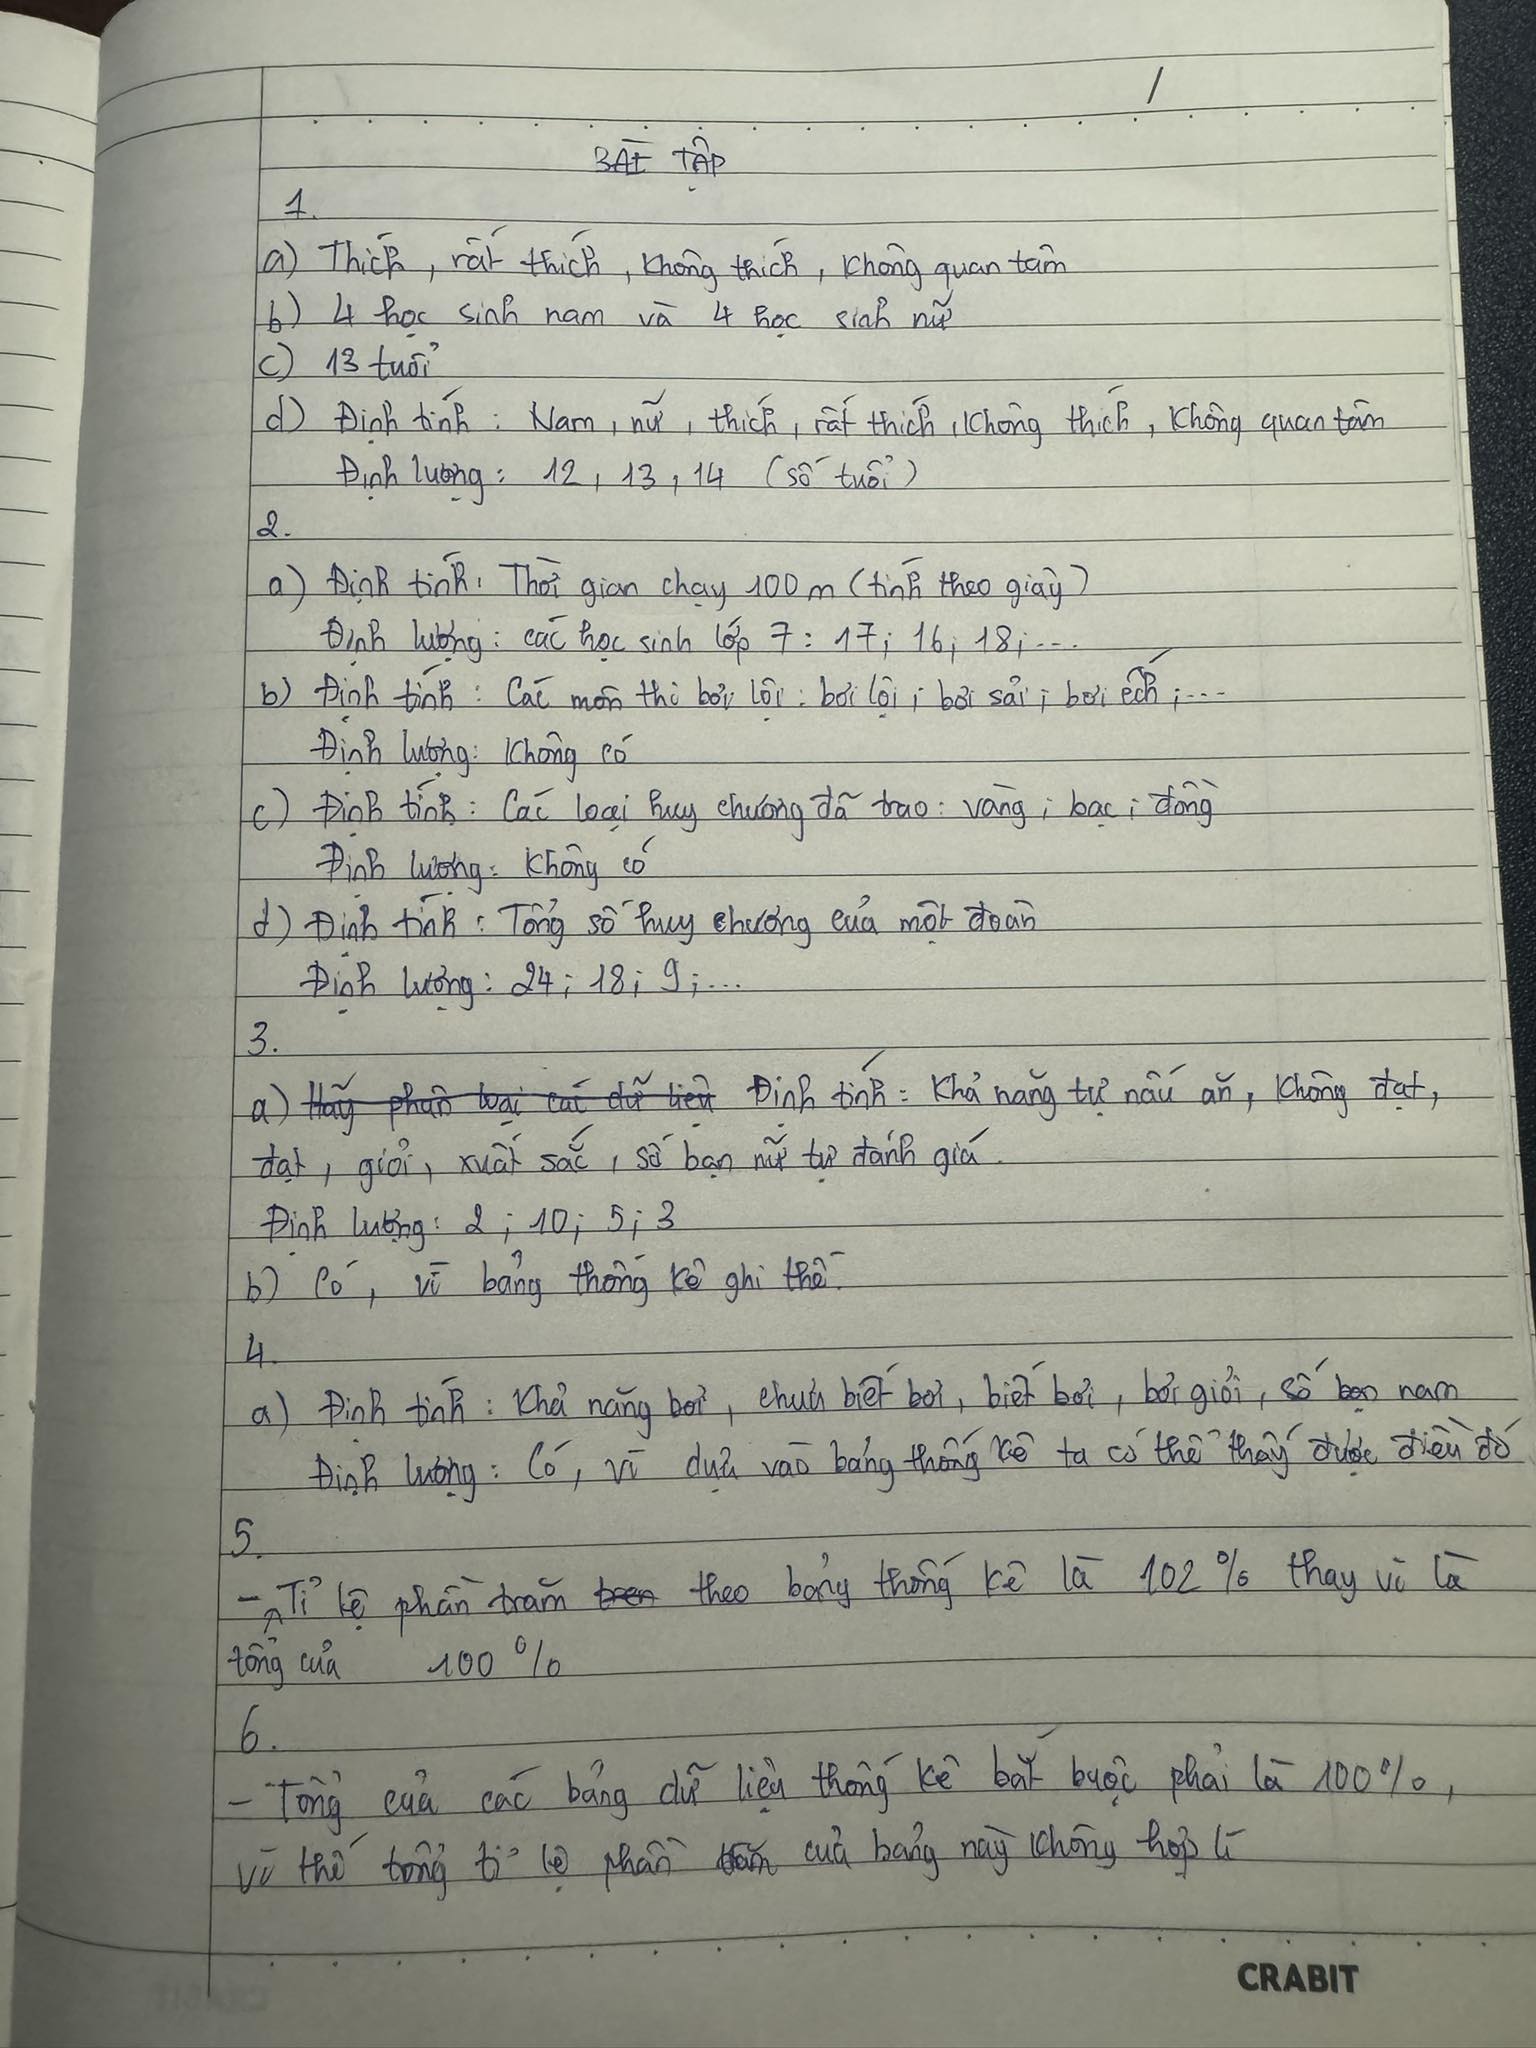 BÀI TẬP
1.
a) Thích, rất thích, không thích, không quan tâm
b) 4 học sinh nam và 4 học sinh nữ
c) 13 tuổi
d) Định tính: Nam, nữ, thích, rất thích, không thích, không quan tâm
Định lượng: 12, 13, 14 (số tuổi)
2.
a) Định tính: Thời gian chạy 100 m (tính theo giây)
Định lượng: các học sinh lớp 7: 17; 16; 18; ...
b) Định tính: Các môn thi bơi lội: bơi lội; bơi sải; bơi ếch; ...
Định lượng: Không có
c) Định tính: Các loại huy chương đã trao: vàng; bạc; đồng
Định lượng: Không có
d) Định tính: Tổng số huy chương của một đoàn
Định lượng: 24; 18; 9; ...
3.
a) Hãy phân loại các dữ liệu Định tính: Khả năng tự nấu ăn, không đạt,
đạt, giỏi, xuất sắc, số bạn nữ tự đánh giá.
Định lượng: 2; 10; 5; 3
b) Có, vì bảng thống kê ghi thế.
4.
a) Định tính: Khả năng bơi, chưa biết bơi, biết bơi, bơi giỏi, số bạn nam
Định lượng: Có, vì dựa vào bảng thống kê ta có thể thấy được điều đó
5.
- Tỉ lệ phần trăm trên theo bảng thống kê là 102% thay vì là
tổng của 100%
6.
- Tổng của các bảng dữ liệu thống kê bắt buộc phải là 100%,
vì thế tổng tỉ lệ phần trăm của bảng này không hợp lí
CRABIT